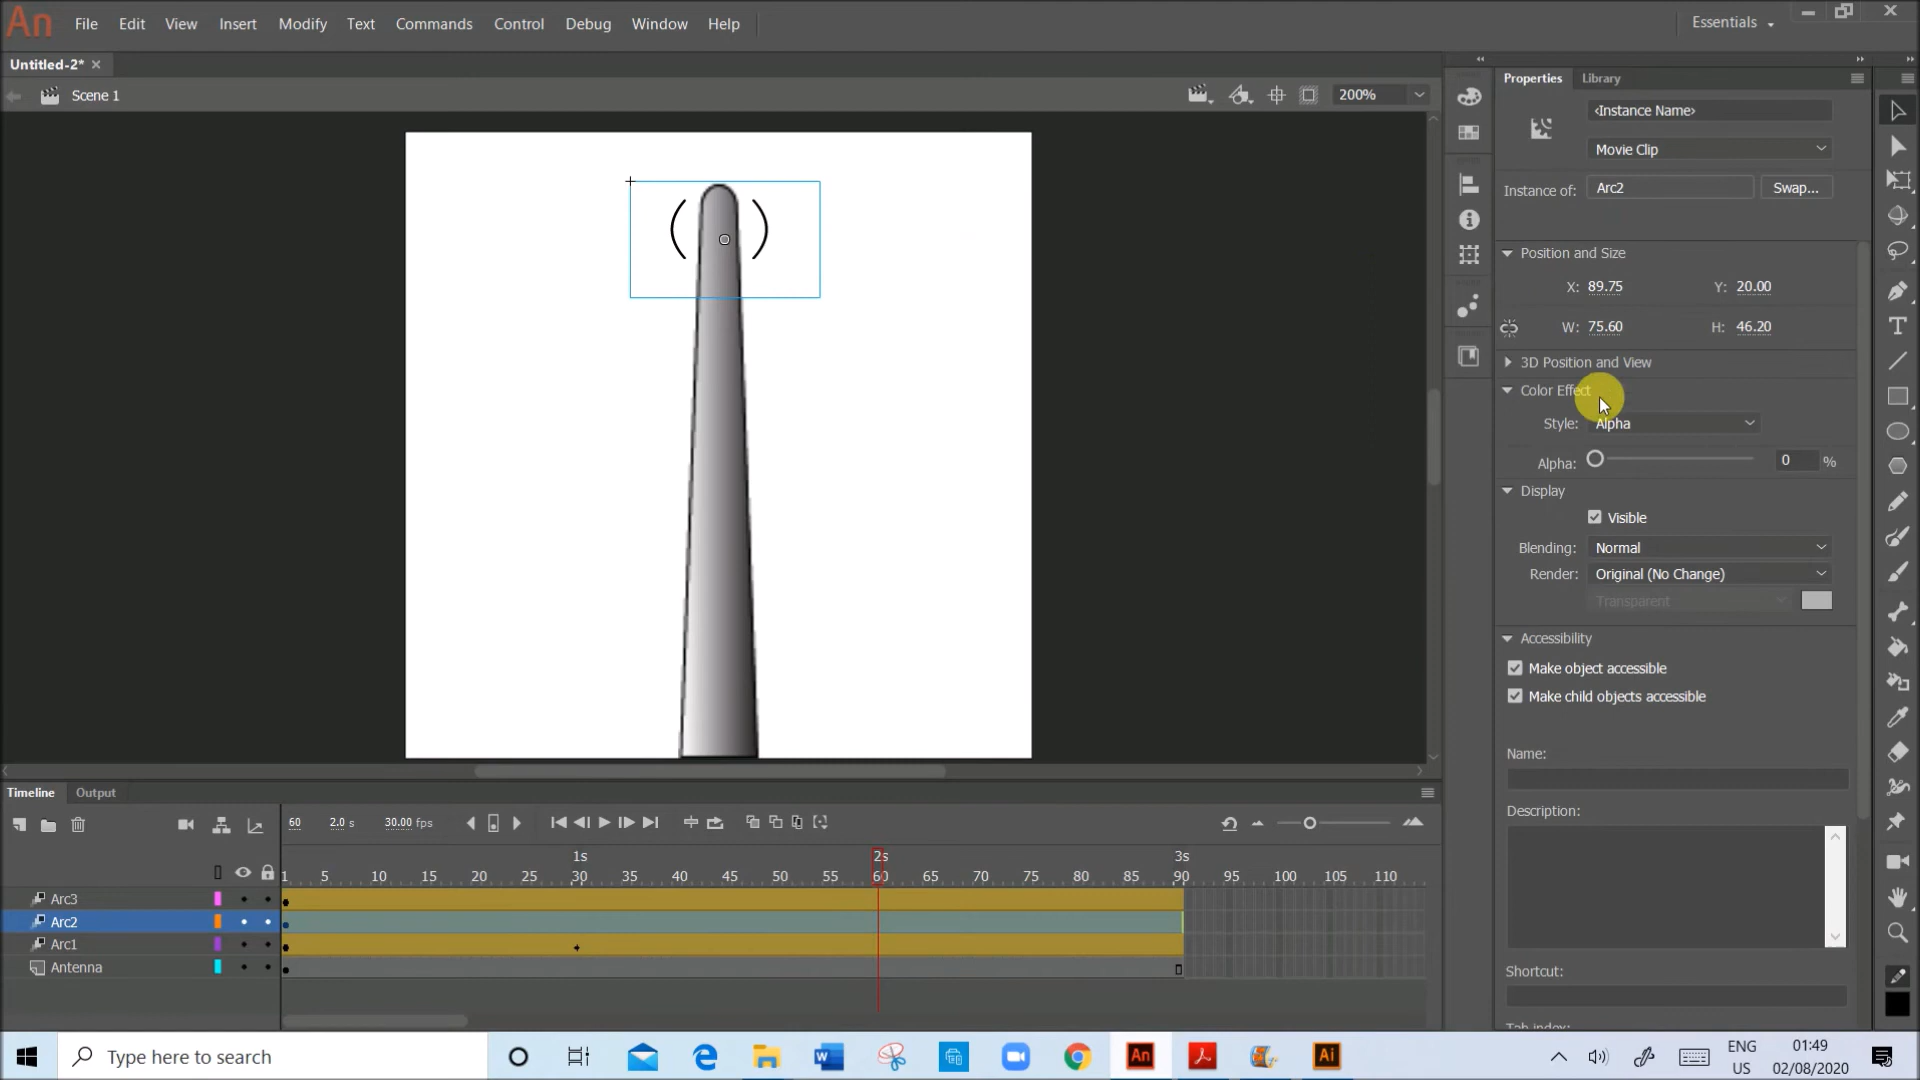 An File Edit View Insert Modify Text Commands Control Debug Window Help Essentials
Untitled-2* ×
Scene 1 200%
Properties Library
<Instance Name>
Movie Clip
Instance of: Arc2 Swap...
Position and Size
X: 89.75 Y: 20.00
W: 75.60 H: 46.20
3D Position and View
Color Effect
Style: Alpha
Alpha: 0 %
Display
Visible
Blending: Normal
Render: Original (No Change)
Transparent
Accessibility
Make object accessible
Make child objects accessible
Name:
Description:
Shortcut:
Tab index:
Timeline Output
60 2.0 s 30.00 fps
1s 2s 3s
1 5 10 15 20 25 30 35 40 45 50 55 60 65 70 75 80 85 90 95 100 105 110
Arc3
Arc2
Arc1
Antenna
Type here to search
An Ai
ENG
US
01:49
02/08/2020